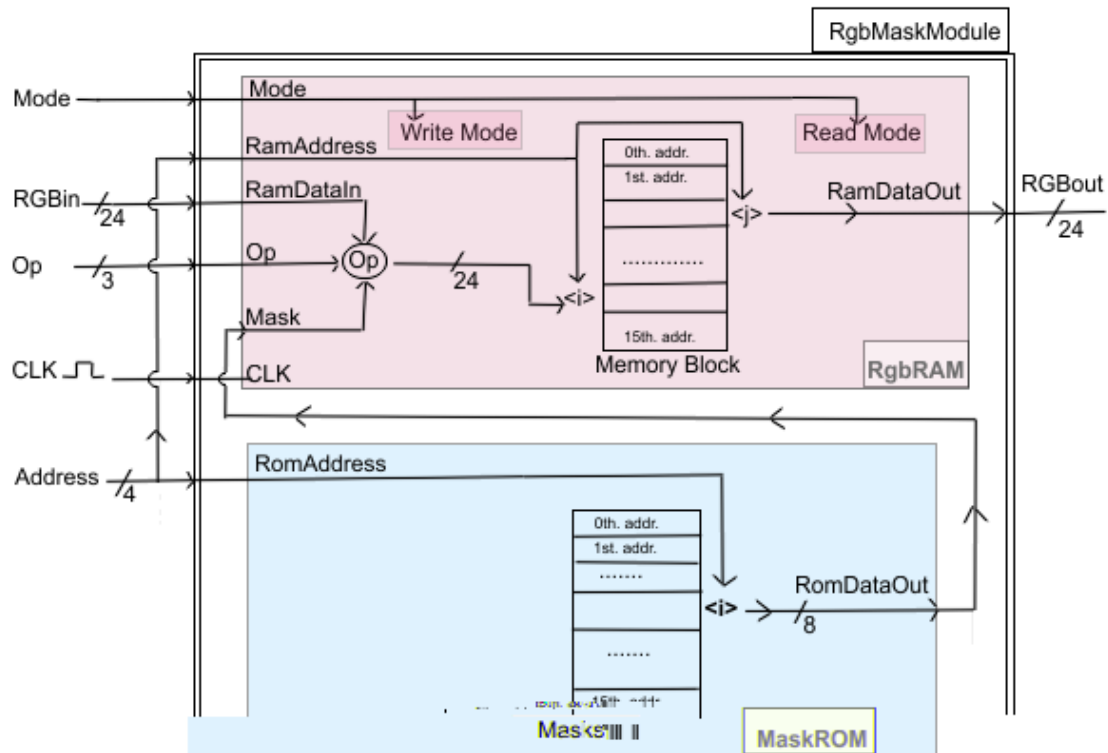 RgbMaskModule
Mode
Mode
Write Mode
Read Mode
RamAddress
0th. addr.
1st. addr.
RGBin
24
RamDataIn
<j>
RamDataOut
RGBout
24
Op
3
Op
Op
24
.............
<i>
Mask
15th. addr.
CLK
CLK
Memory Block
RgbRAM
Address
4
RomAddress
0th. addr.
1st. addr.
.......
<i>
RomDataOut
8
.......
Masks
MaskROM